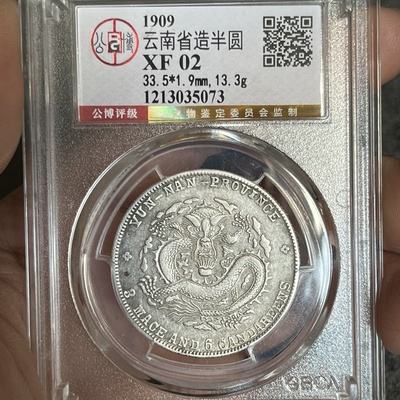 1909
云南省造半圆
XF 02
33.5*1.9mm,13.3g
1213035073
公博评级
物鉴定委员会监制
YUN-NAN-PROVINCE
3 MACE AND 6 CANDAREENS